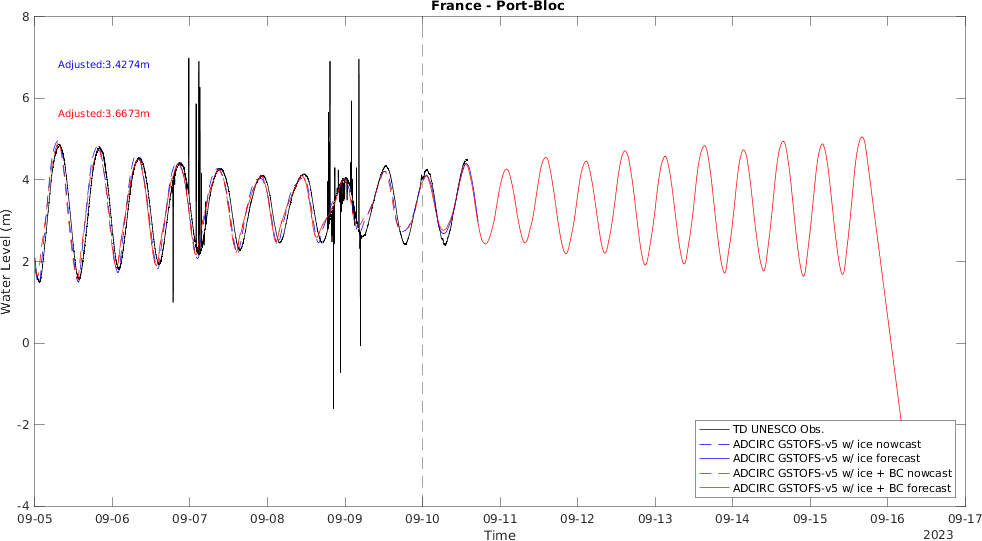 France - Port-Bloc
8
6
4
2
0
-2
-4
Water Level (m)
Adjusted:3.4274m
Adjusted:3.6673m
TD UNESCO Obs.
ADCIRC GSTOFS-v5 w/ ice nowcast
ADCIRC GSTOFS-v5 w/ ice forecast
ADCIRC GSTOFS-v5 w/ ice + BC nowcast
ADCIRC GSTOFS-v5 w/ ice + BC forecast
09-05 09-06 09-07 09-08 09-09 09-10 09-11 09-12 09-13 09-14 09-15 09-16 09-17
Time
2023